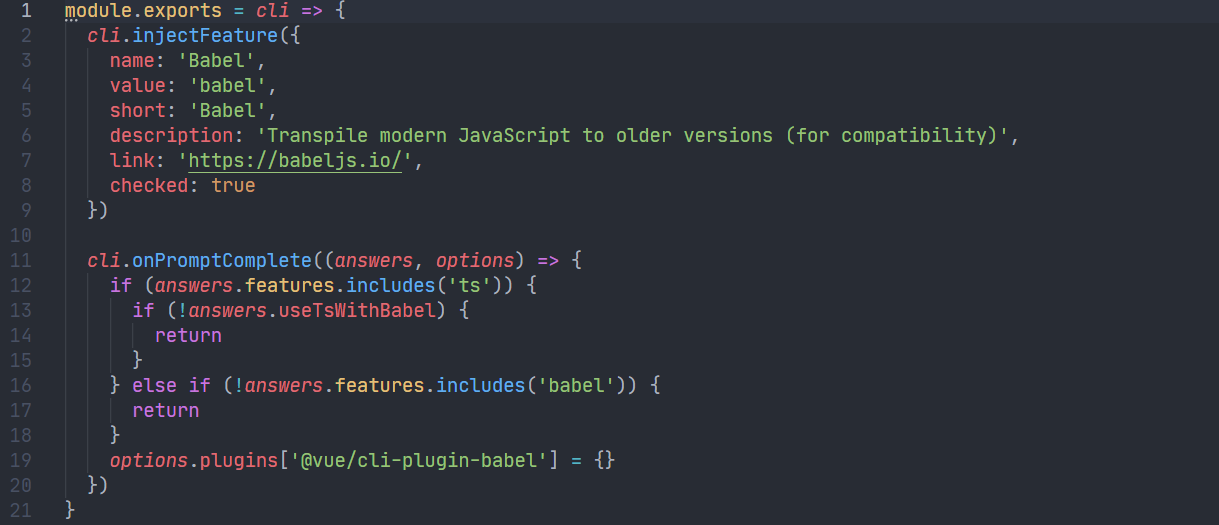 1 module.exports = cli => {
2 cli.injectFeature({
3 name: 'Babel',
4 value: 'babel',
5 short: 'Babel',
6 description: 'Transpile modern JavaScript to older versions (for compatibility)',
7 link: 'https://babeljs.io/',
8 checked: true
9 })
10
11 cli.onPromptComplete((answers, options) => {
12 if (answers.features.includes('ts')) {
13 if (!answers.useTsWithBabel) {
14 return
15 }
16 } else if (!answers.features.includes('babel')) {
17 return
18 }
19 options.plugins['@vue/cli-plugin-babel'] = {}
20 })
21 }